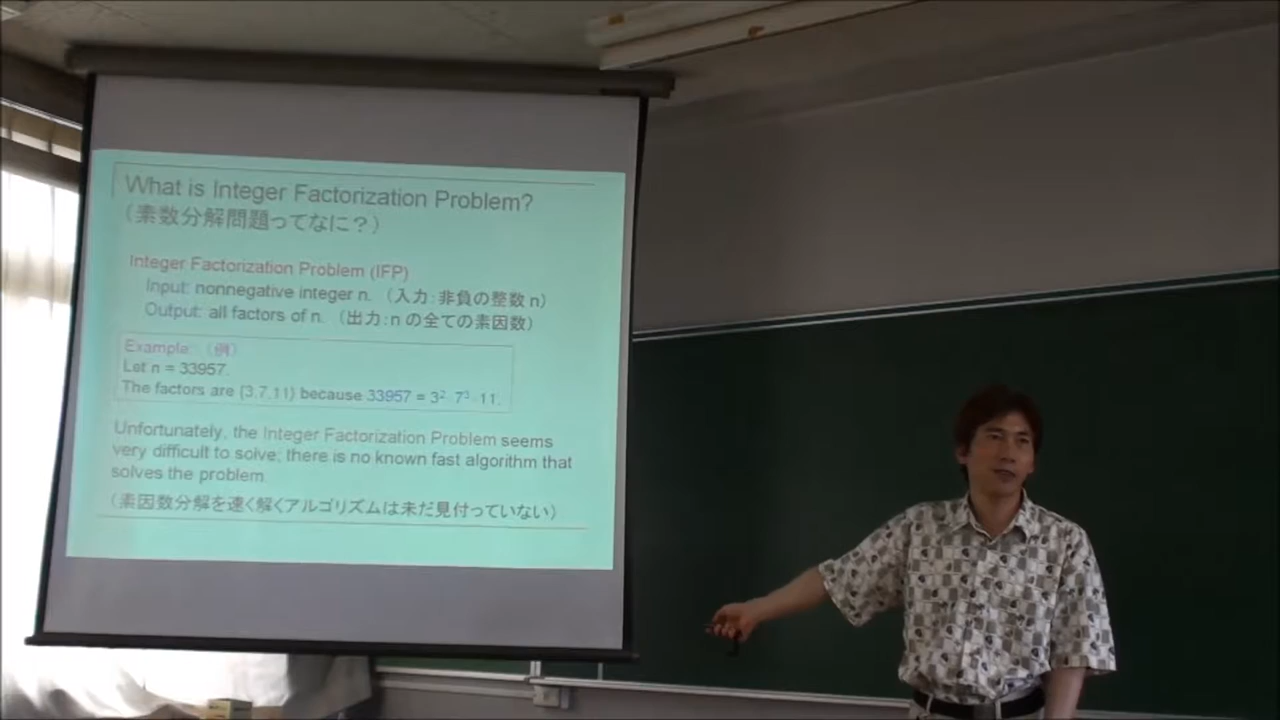 What is Integer Factorization Problem?
（素数分解問題ってなに？）
Integer Factorization Problem (IFP)
Input: nonnegative integer n. （入力：非負の整数 n）
Output: all factors of n. （出力：n の全ての素因数）
Example: （例）
Let n = 33957.
The factors are {3,7,11} because 33957 = 3² 7³ 11.
Unfortunately, the Integer Factorization Problem seems
very difficult to solve; there is no known fast algorithm that
solves the problem
（素因数分解を速く解くアルゴリズムは未だ見付っていない）